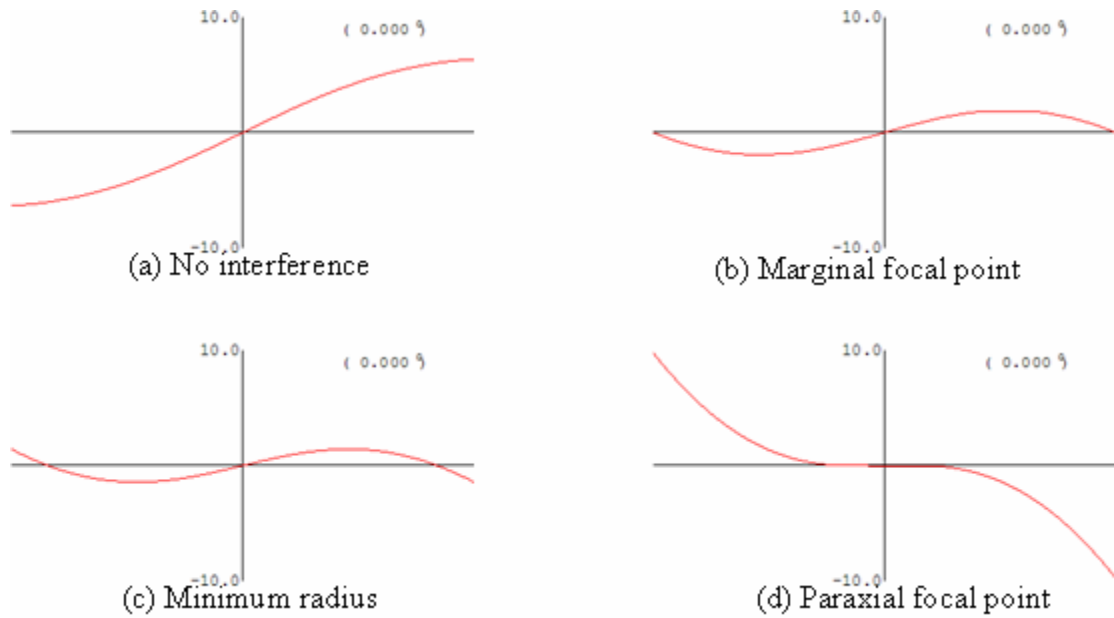 10.0
( 0.000 º)
-10.0
(a) No interference
10.0
( 0.000 º)
-10.0
(b) Marginal focal point
10.0
( 0.000 º)
-10.0
(c) Minimum radius
10.0
( 0.000 º)
-10.0
(d) Paraxial focal point